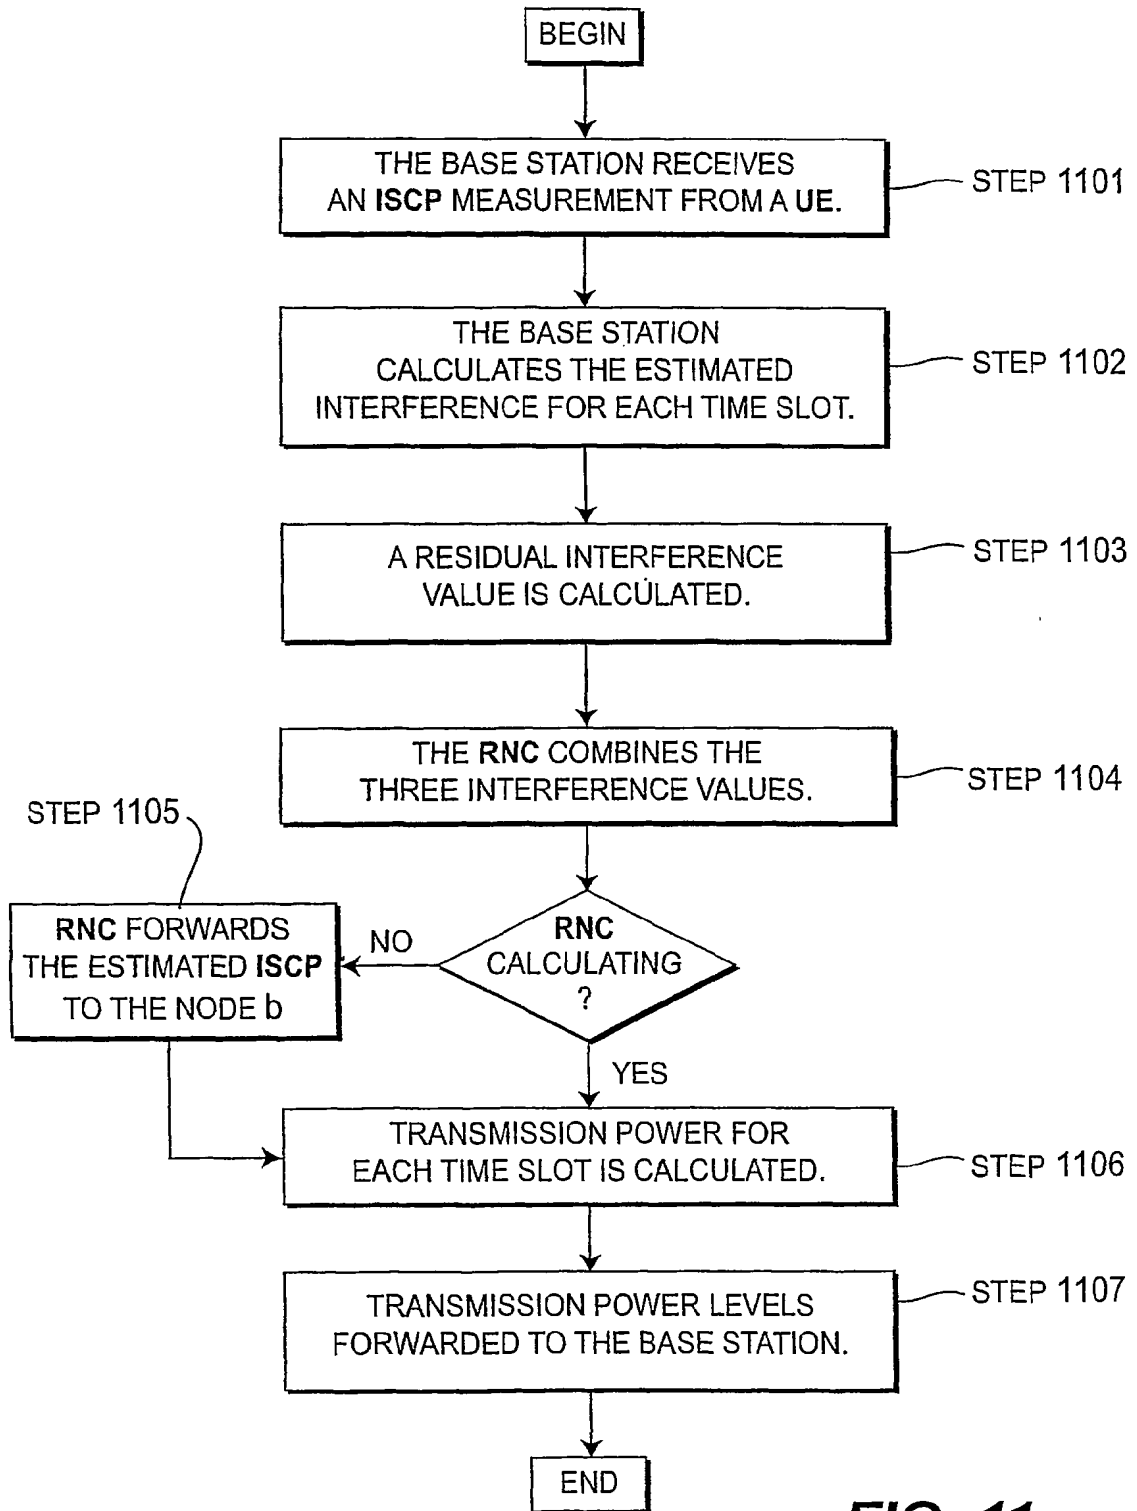 BEGIN
THE BASE STATION RECEIVES
AN ISCP MEASUREMENT FROM A UE.
STEP 1101
THE BASE STATION
CALCULATES THE ESTIMATED
INTERFERENCE FOR EACH TIME SLOT.
STEP 1102
A RESIDUAL INTERFERENCE
VALUE IS CALCULATED.
STEP 1103
THE RNC COMBINES THE
THREE INTERFERENCE VALUES.
STEP 1104
STEP 1105
RNC FORWARDS
THE ESTIMATED ISCP
TO THE NODE b
NO
RNC
CALCULATING
?
YES
TRANSMISSION POWER FOR
EACH TIME SLOT IS CALCULATED.
STEP 1106
TRANSMISSION POWER LEVELS
FORWARDED TO THE BASE STATION.
STEP 1107
END
FIG. 11